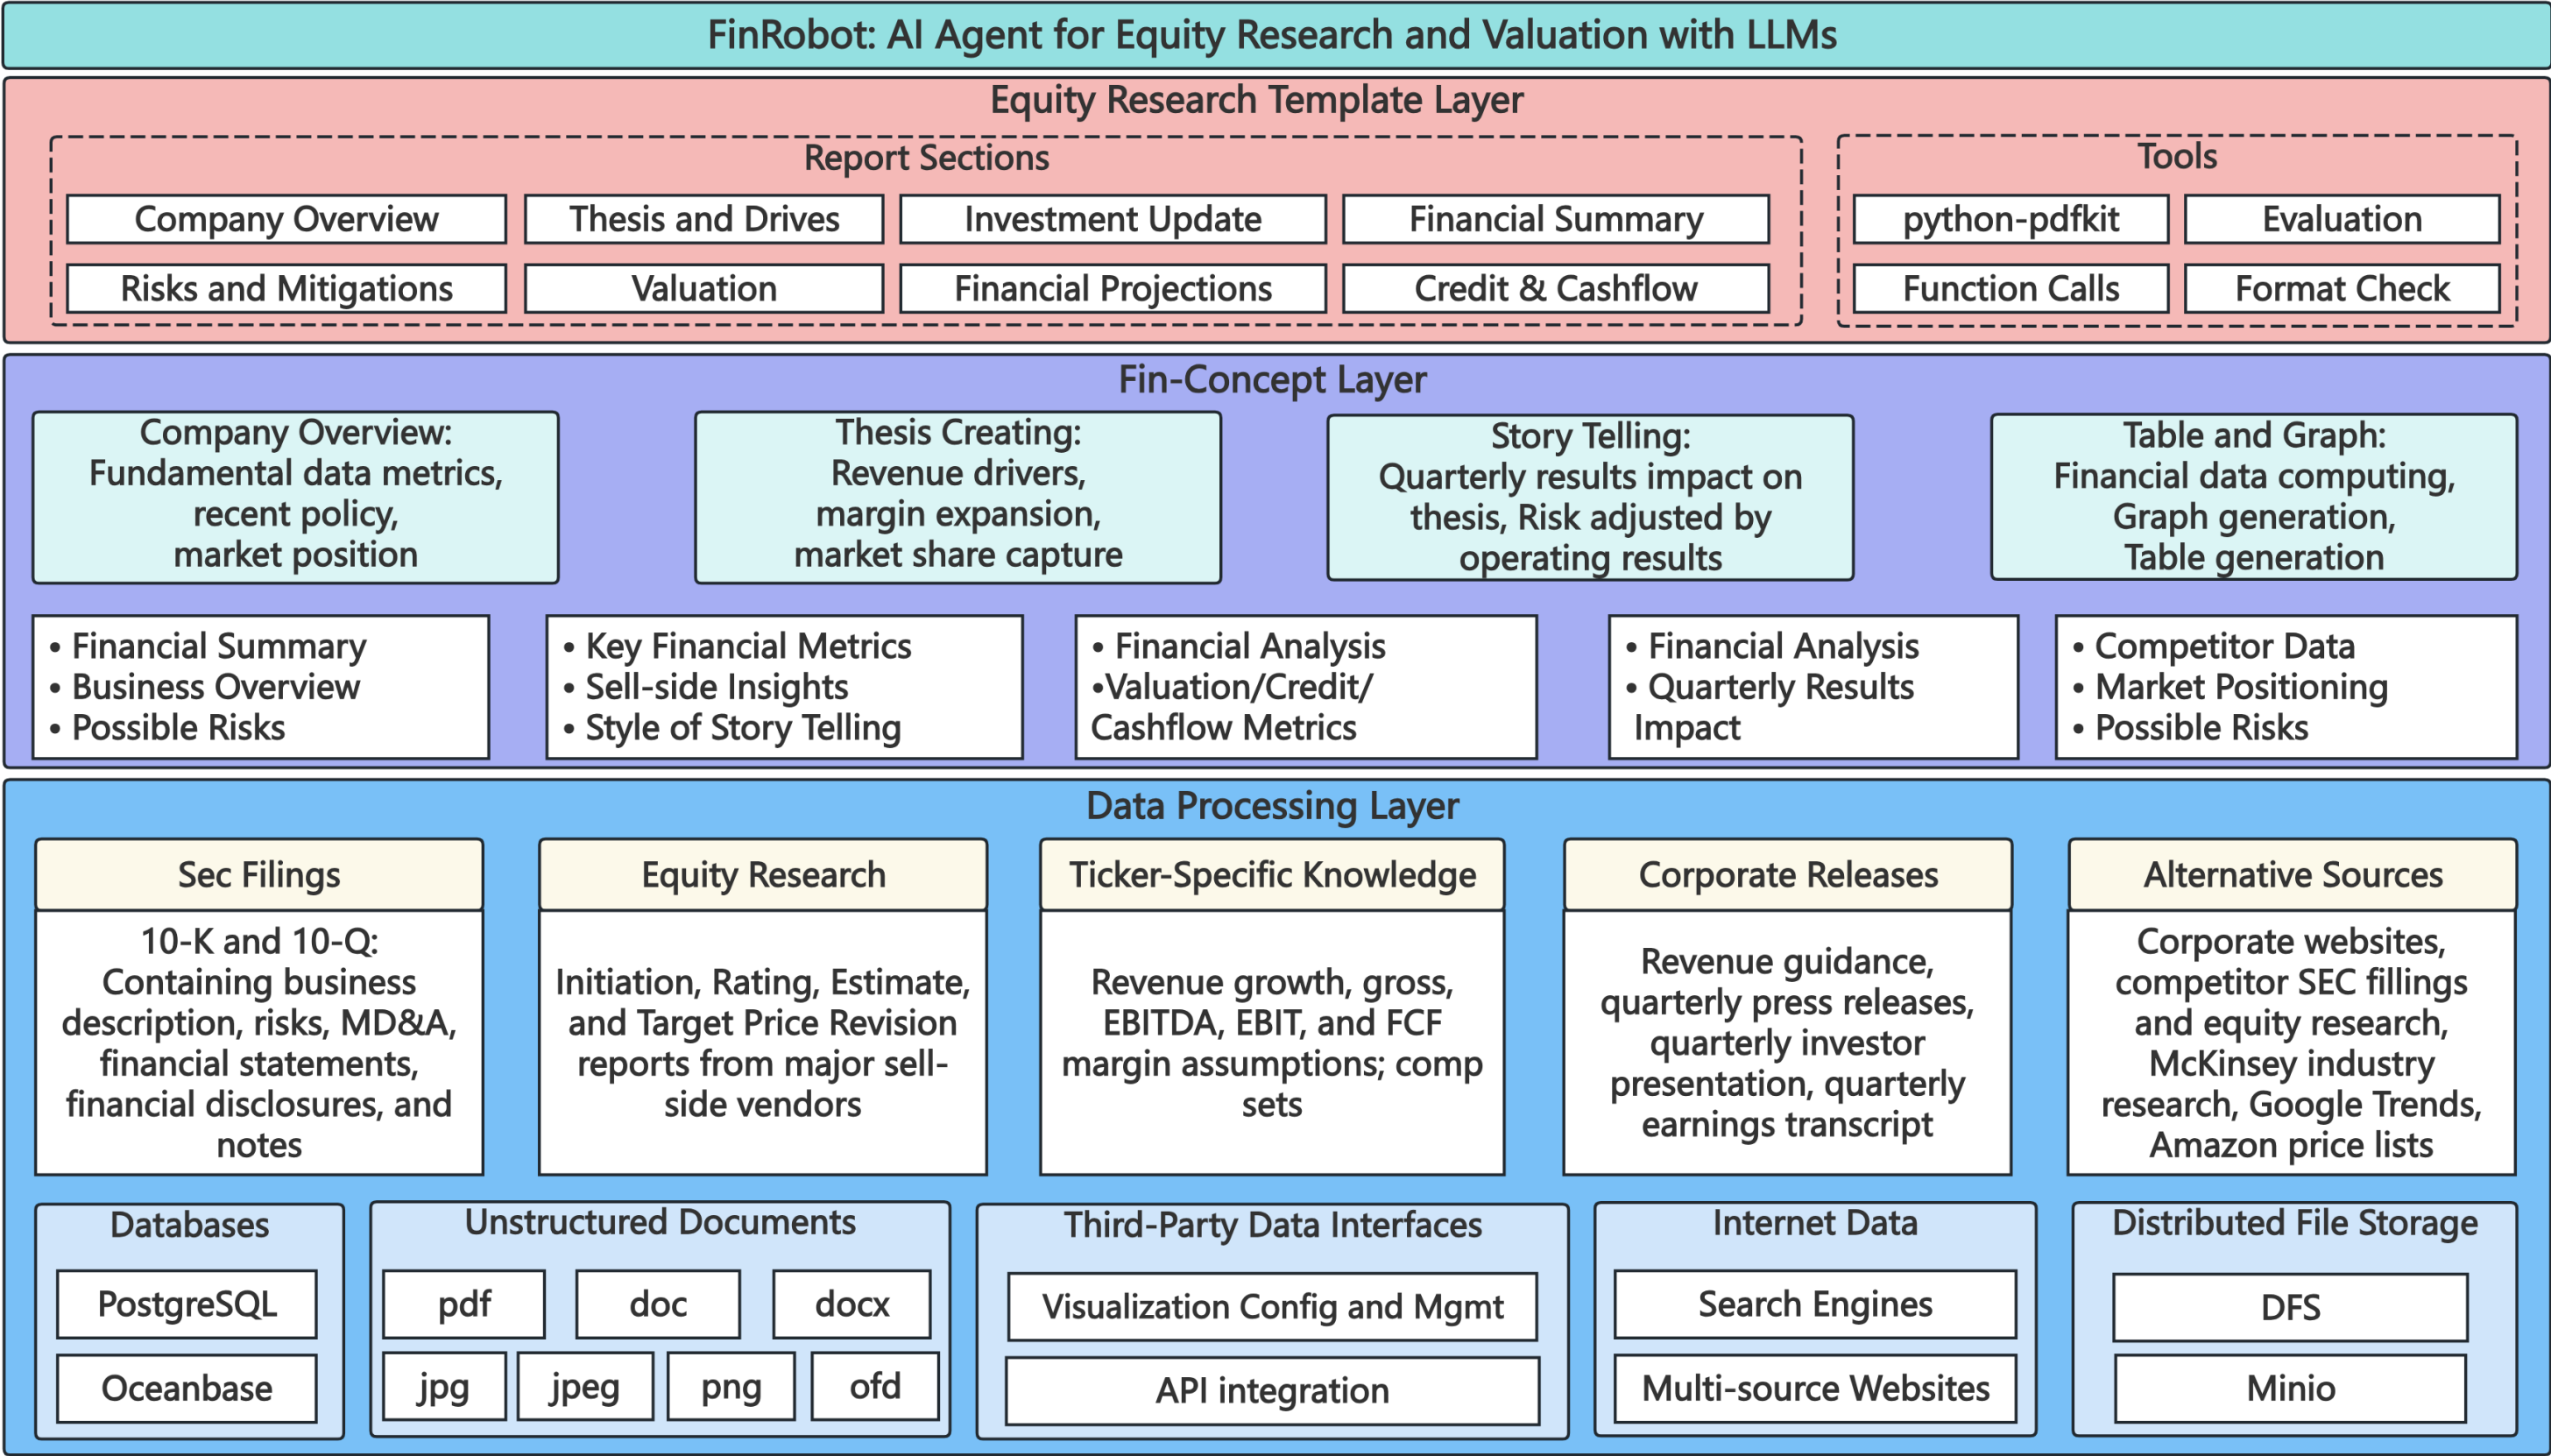 FinRobot: AI Agent for Equity Research and Valuation with LLMs
Equity Research Template Layer
Report Sections
Company Overview
Thesis and Drives
Investment Update
Financial Summary
Risks and Mitigations
Valuation
Financial Projections
Credit & Cashflow
Tools
python-pdfkit
Evaluation
Function Calls
Format Check
Fin-Concept Layer
Company Overview:
Fundamental data metrics,
recent policy,
market position
Thesis Creating:
Revenue drivers,
margin expansion,
market share capture
Story Telling:
Quarterly results impact on
thesis, Risk adjusted by
operating results
Table and Graph:
Financial data computing,
Graph generation,
Table generation
• Financial Summary
• Business Overview
• Possible Risks
• Key Financial Metrics
• Sell-side Insights
• Style of Story Telling
• Financial Analysis
•Valuation/Credit/
Cashflow Metrics
• Financial Analysis
• Quarterly Results
Impact
• Competitor Data
• Market Positioning
• Possible Risks
Data Processing Layer
Sec Filings
10-K and 10-Q:
Containing business
description, risks, MD&A,
financial statements,
financial disclosures, and
notes
Equity Research
Initiation, Rating, Estimate,
and Target Price Revision
reports from major sell-
side vendors
Ticker-Specific Knowledge
Revenue growth, gross,
EBITDA, EBIT, and FCF
margin assumptions; comp
sets
Corporate Releases
Revenue guidance,
quarterly press releases,
quarterly investor
presentation, quarterly
earnings transcript
Alternative Sources
Corporate websites,
competitor SEC fillings
and equity research,
McKinsey industry
research, Google Trends,
Amazon price lists
Databases
PostgreSQL
Oceanbase
Unstructured Documents
pdf
doc
docx
jpg
jpeg
png
ofd
Third-Party Data Interfaces
Visualization Config and Mgmt
API integration
Internet Data
Search Engines
Multi-source Websites
Distributed File Storage
DFS
Minio